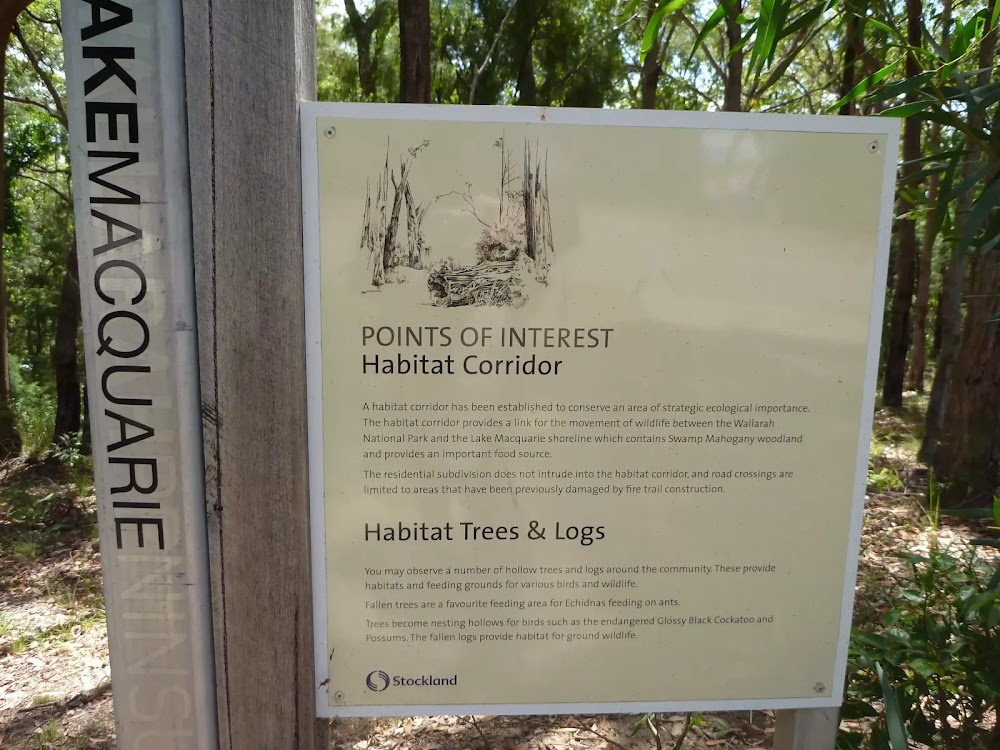 AKEMACQUARIE
NINSU
POINTS OF INTEREST
Habitat Corridor
A habitat corridor has been established to conserve an area of strategic ecological importance.
The habitat corridor provides a link for the movement of wildlife between the Wallarah
National Park and the Lake Macquarie shoreline which contains Swamp Mahogany woodland
and provides an important food source.
The residential subdivision does not intrude into the habitat corridor, and road crossings are
limited to areas that have been previously damaged by fire trail construction.
Habitat Trees & Logs
You may observe a number of hollow trees and logs around the community. These provide
habitats and feeding grounds for various birds and wildlife.
Fallen trees are a favourite feeding area for Echidnas feeding on ants.
Trees become nesting hollows for birds such as the endangered Glossy Black Cockatoo and
Possums. The fallen logs provide habitat for ground wildlife.
Stockland